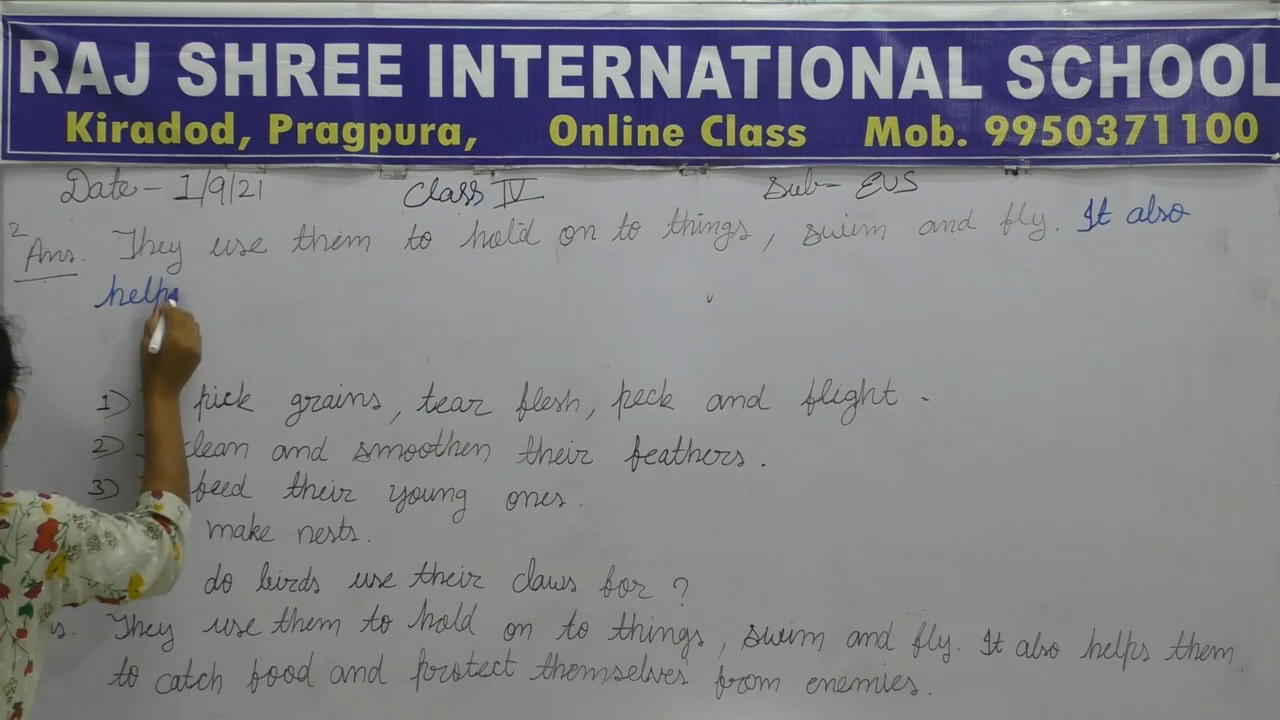 RAJ SHREE INTERNATIONAL SCHOOL
Kiradod, Pragpura, Online Class Mob. 9950371100
Date - 1/9/21 Class IV Sub- EVS
2 Ans. They use them to hold on to things, swim and fly. It also
helps
1) pick grains, tear flesh, peck and flight.
2) clean and smoothen their feathers.
3) feed their young ones.
make nests.
do birds use their claws for?
s. They use them to hold on to things, swim and fly. It also helps them
to catch food and protect themselves from enemies.